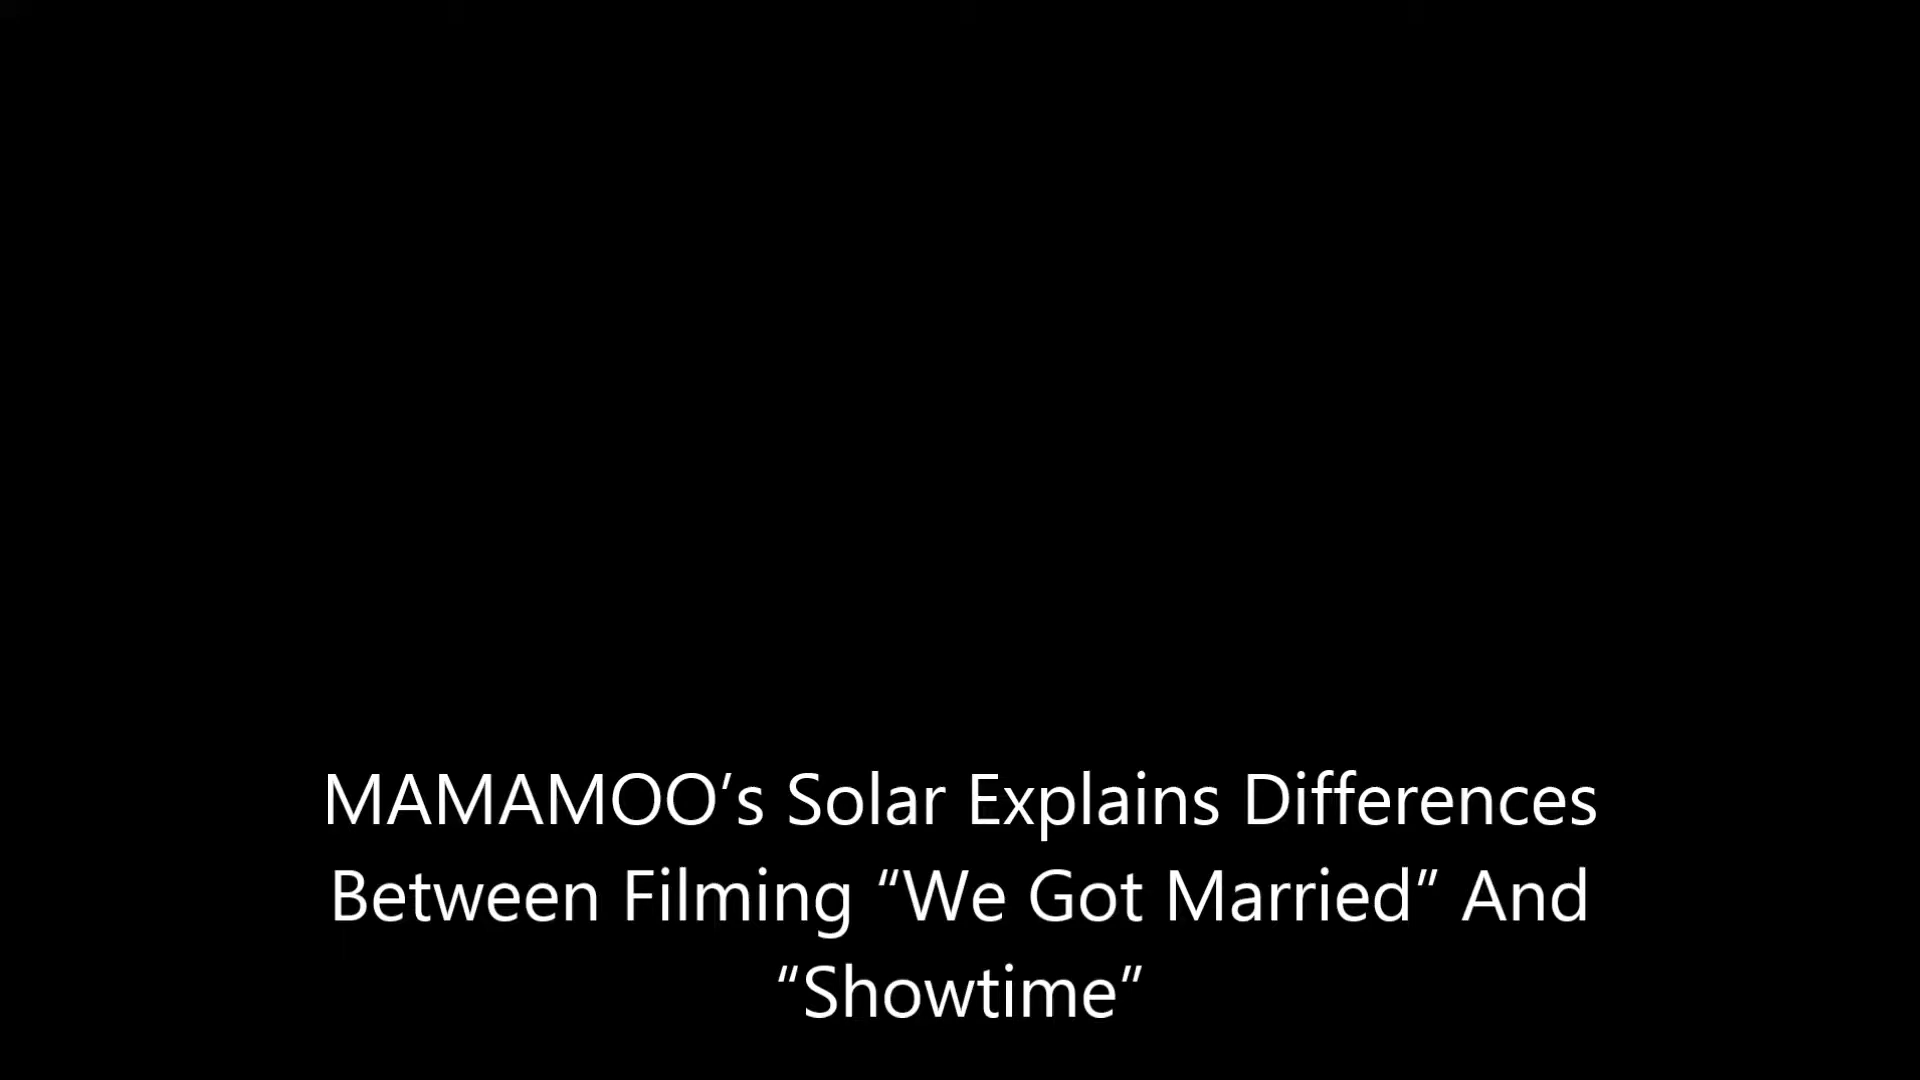 MAMAMOO’s Solar Explains Differences
Between Filming “We Got Married” And
“Showtime”